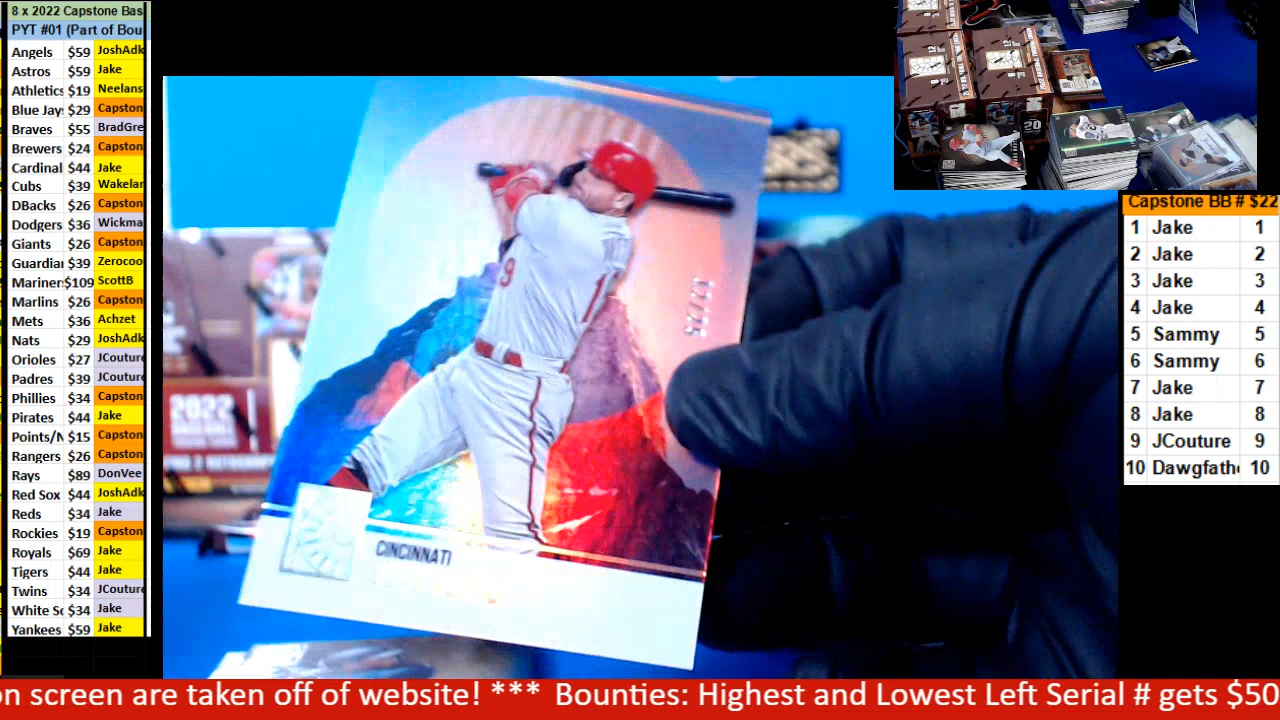 8 x 2022 Capstone Bas
PYT #01 (Part of Bou
Angels $59 JoshAdk
Astros $59 Jake
Athletics $19 Neelans
Blue Jay $29 Capston
Braves $55 BradGre
Brewers $24 Capston
Cardinal $44 Jake
Cubs $39 Wakelan
DBacks $26 Capston
Dodgers $36 Wickma
Giants $26 Capston
Guardian $39 Zerocoo
Mariners $109 ScottB
Marlins $26 Capston
Mets $36 Achzet
Nats $29 JoshAdk
Orioles $27 JCouture
Padres $39 JCouture
Phillies $34 Capston
Pirates $44 Jake
Points/N $15 Capston
Rangers $26 Capston
Rays $89 DonVee
Red Sox $44 JoshAdk
Reds $34 Jake
Rockies $19 Capston
Royals $69 Jake
Tigers $44 Jake
Twins $34 JCouture
White So $34 Jake
Yankees $59 Jake
2022
CINCINNATI
20
Capstone BB # $22
1 Jake 1
2 Jake 2
3 Jake 3
4 Jake 4
5 Sammy 5
6 Sammy 6
7 Jake 7
8 Jake 8
9 JCouture 9
10 Dawgfath 10
on screen are taken off of website! *** Bounties: Highest and Lowest Left Serial # gets $50